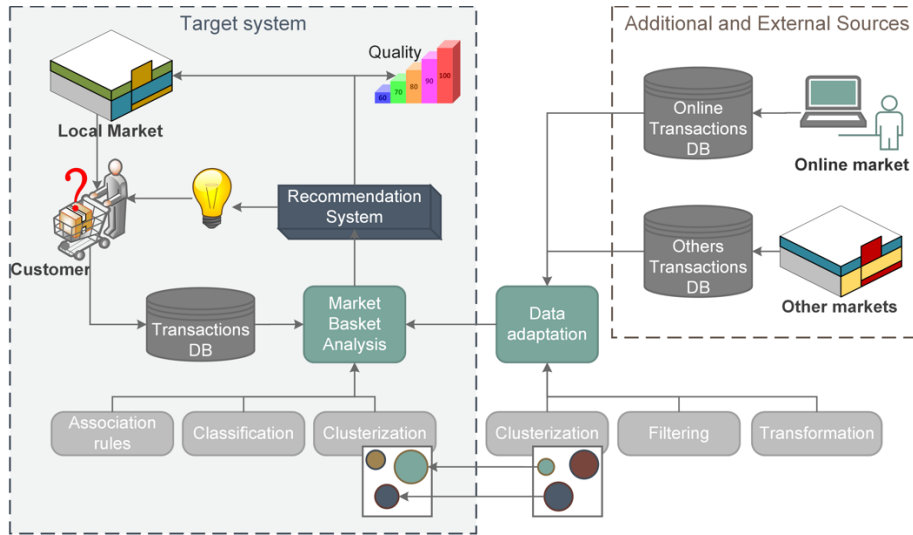 Target system
Additional and External Sources
Quality
60
70
80
90
100
Local Market
Online
Transactions
DB
Online market
?
Recommendation
System
Customer
Others
Transactions
DB
Other markets
Transactions
DB
Market
Basket
Analysis
Data
adaptation
Association
rules
Classification
Clusterization
Clusterization
Filtering
Transformation